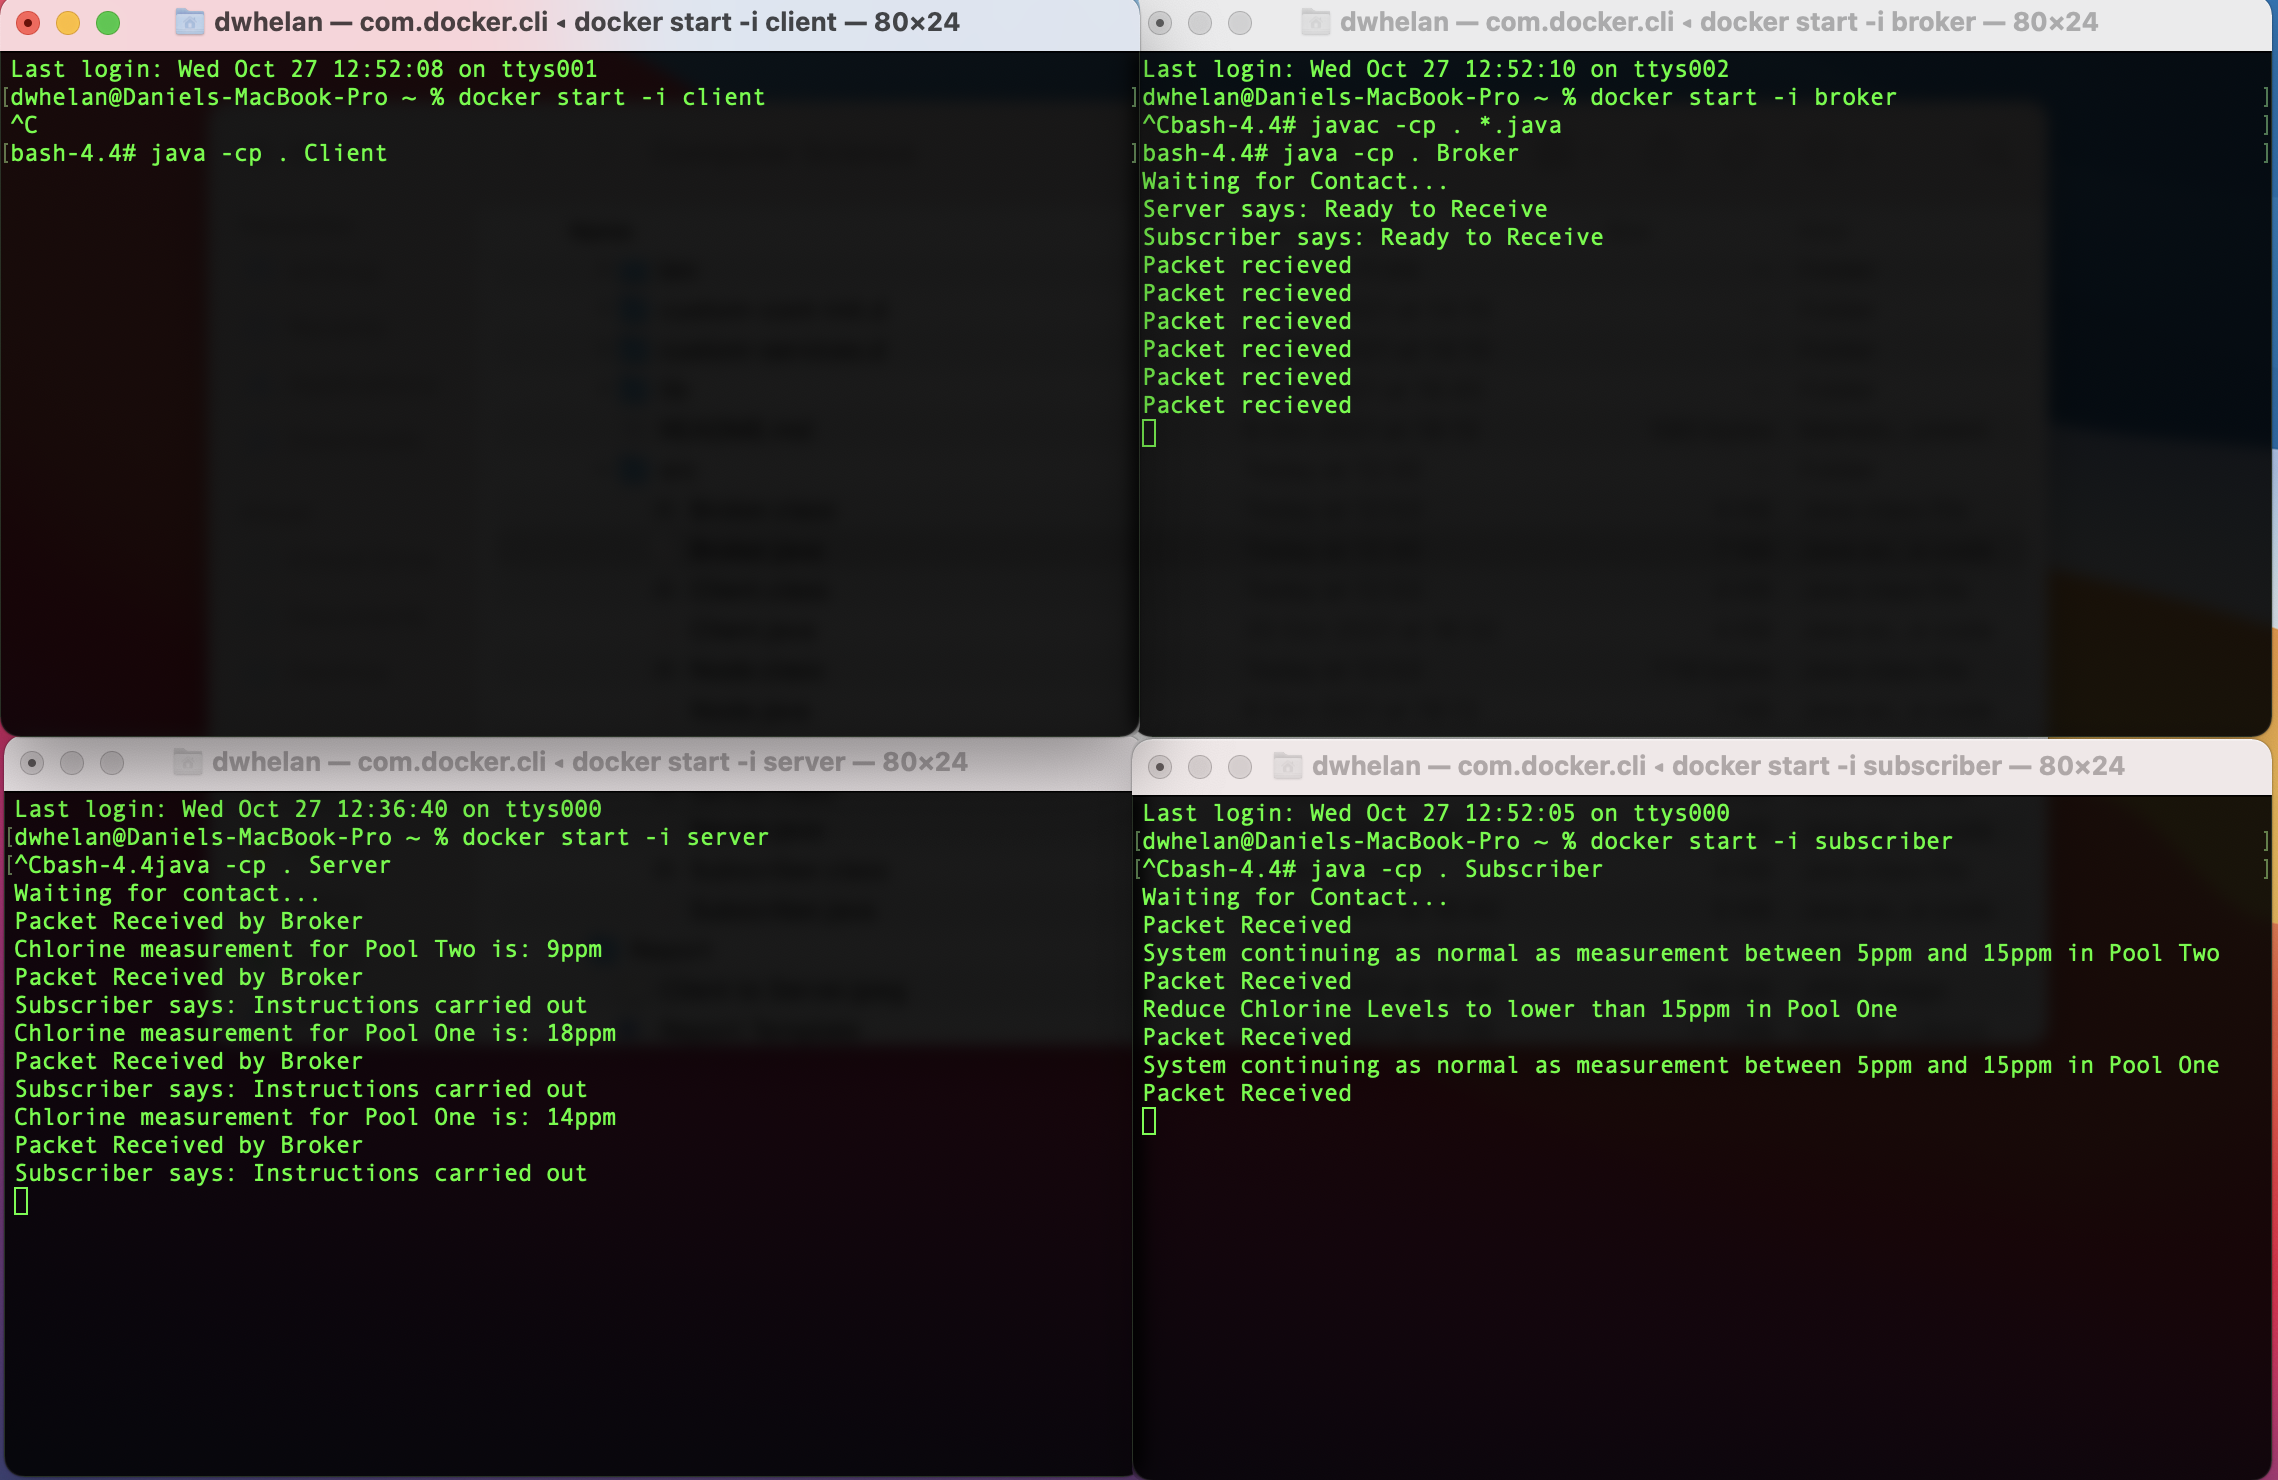 dwhelan — com.docker.cli ◂ docker start -i client — 80×24
Last login: Wed Oct 27 12:52:08 on ttys001
[dwhelan@Daniels-MacBook-Pro ~ % docker start -i client ]
^C
[bash-4.4# java -cp . Client ]
dwhelan — com.docker.cli ◂ docker start -i broker — 80×24
Last login: Wed Oct 27 12:52:10 on ttys002
dwhelan@Daniels-MacBook-Pro ~ % docker start -i broker ]
^Cbash-4.4# javac -cp . *.java ]
bash-4.4# java -cp . Broker ]
Waiting for Contact...
Server says: Ready to Receive
Subscriber says: Ready to Receive
Packet recieved
Packet recieved
Packet recieved
Packet recieved
Packet recieved
Packet recieved
dwhelan — com.docker.cli ◂ docker start -i server — 80×24
Last login: Wed Oct 27 12:36:40 on ttys000
[dwhelan@Daniels-MacBook-Pro ~ % docker start -i server
[^Cbash-4.4java -cp . Server
Waiting for contact...
Packet Received by Broker
Chlorine measurement for Pool Two is: 9ppm
Packet Received by Broker
Subscriber says: Instructions carried out
Chlorine measurement for Pool One is: 18ppm
Packet Received by Broker
Subscriber says: Instructions carried out
Chlorine measurement for Pool One is: 14ppm
Packet Received by Broker
Subscriber says: Instructions carried out
dwhelan — com.docker.cli ◂ docker start -i subscriber — 80×24
Last login: Wed Oct 27 12:52:05 on ttys000
[dwhelan@Daniels-MacBook-Pro ~ % docker start -i subscriber ]
[^Cbash-4.4# java -cp . Subscriber ]
Waiting for Contact...
Packet Received
System continuing as normal as measurement between 5ppm and 15ppm in Pool Two
Packet Received
Reduce Chlorine Levels to lower than 15ppm in Pool One
Packet Received
System continuing as normal as measurement between 5ppm and 15ppm in Pool One
Packet Received